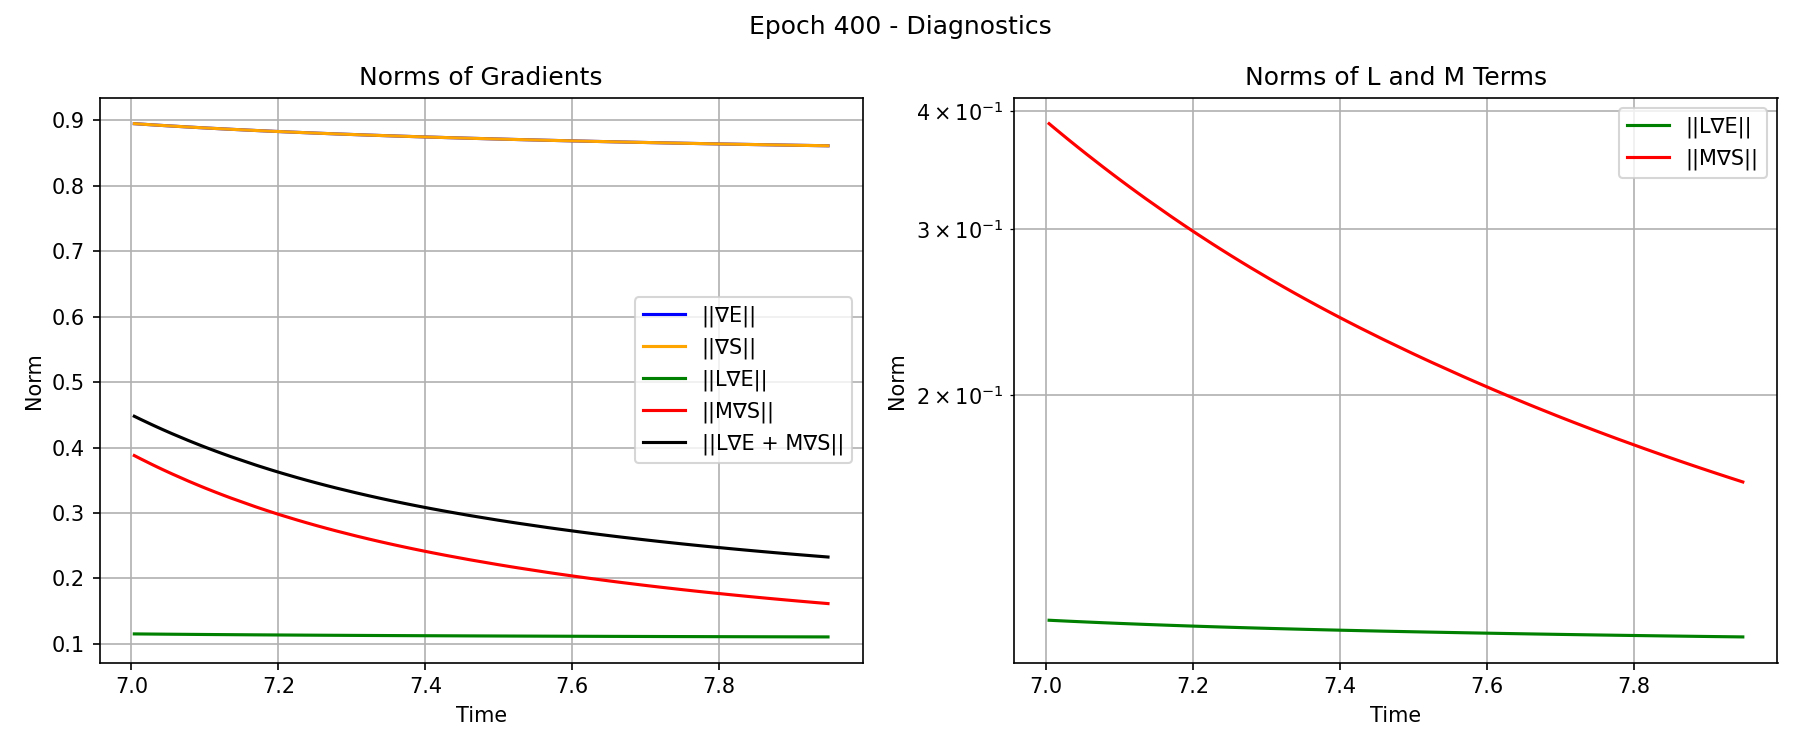 Epoch 400 - Diagnostics
Norms of Gradients
Norm
0.9
0.8
0.7
0.6
0.5
0.4
0.3
0.2
0.1
||∇E||
||∇S||
||L∇E||
||M∇S||
||L∇E + M∇S||
7.0 7.2 7.4 7.6 7.8
Time
Norms of L and M Terms
Norm
4 × 10⁻¹
3 × 10⁻¹
2 × 10⁻¹
||L∇E||
||M∇S||
7.0 7.2 7.4 7.6 7.8
Time